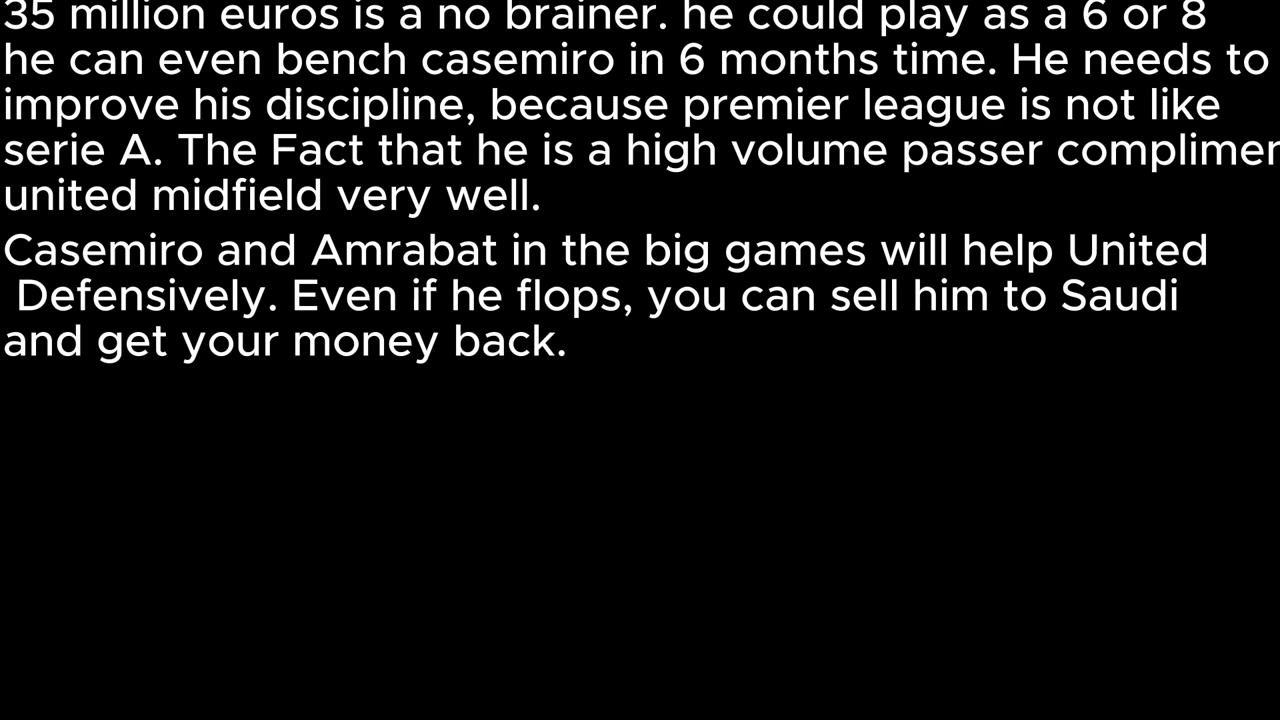 35 million euros is a no brainer. he could play as a 6 or 8
he can even bench casemiro in 6 months time. He needs to
improve his discipline, because premier league is not like
serie A. The Fact that he is a high volume passer complimen
united midfield very well.
Casemiro and Amrabat in the big games will help United
Defensively. Even if he flops, you can sell him to Saudi
and get your money back.